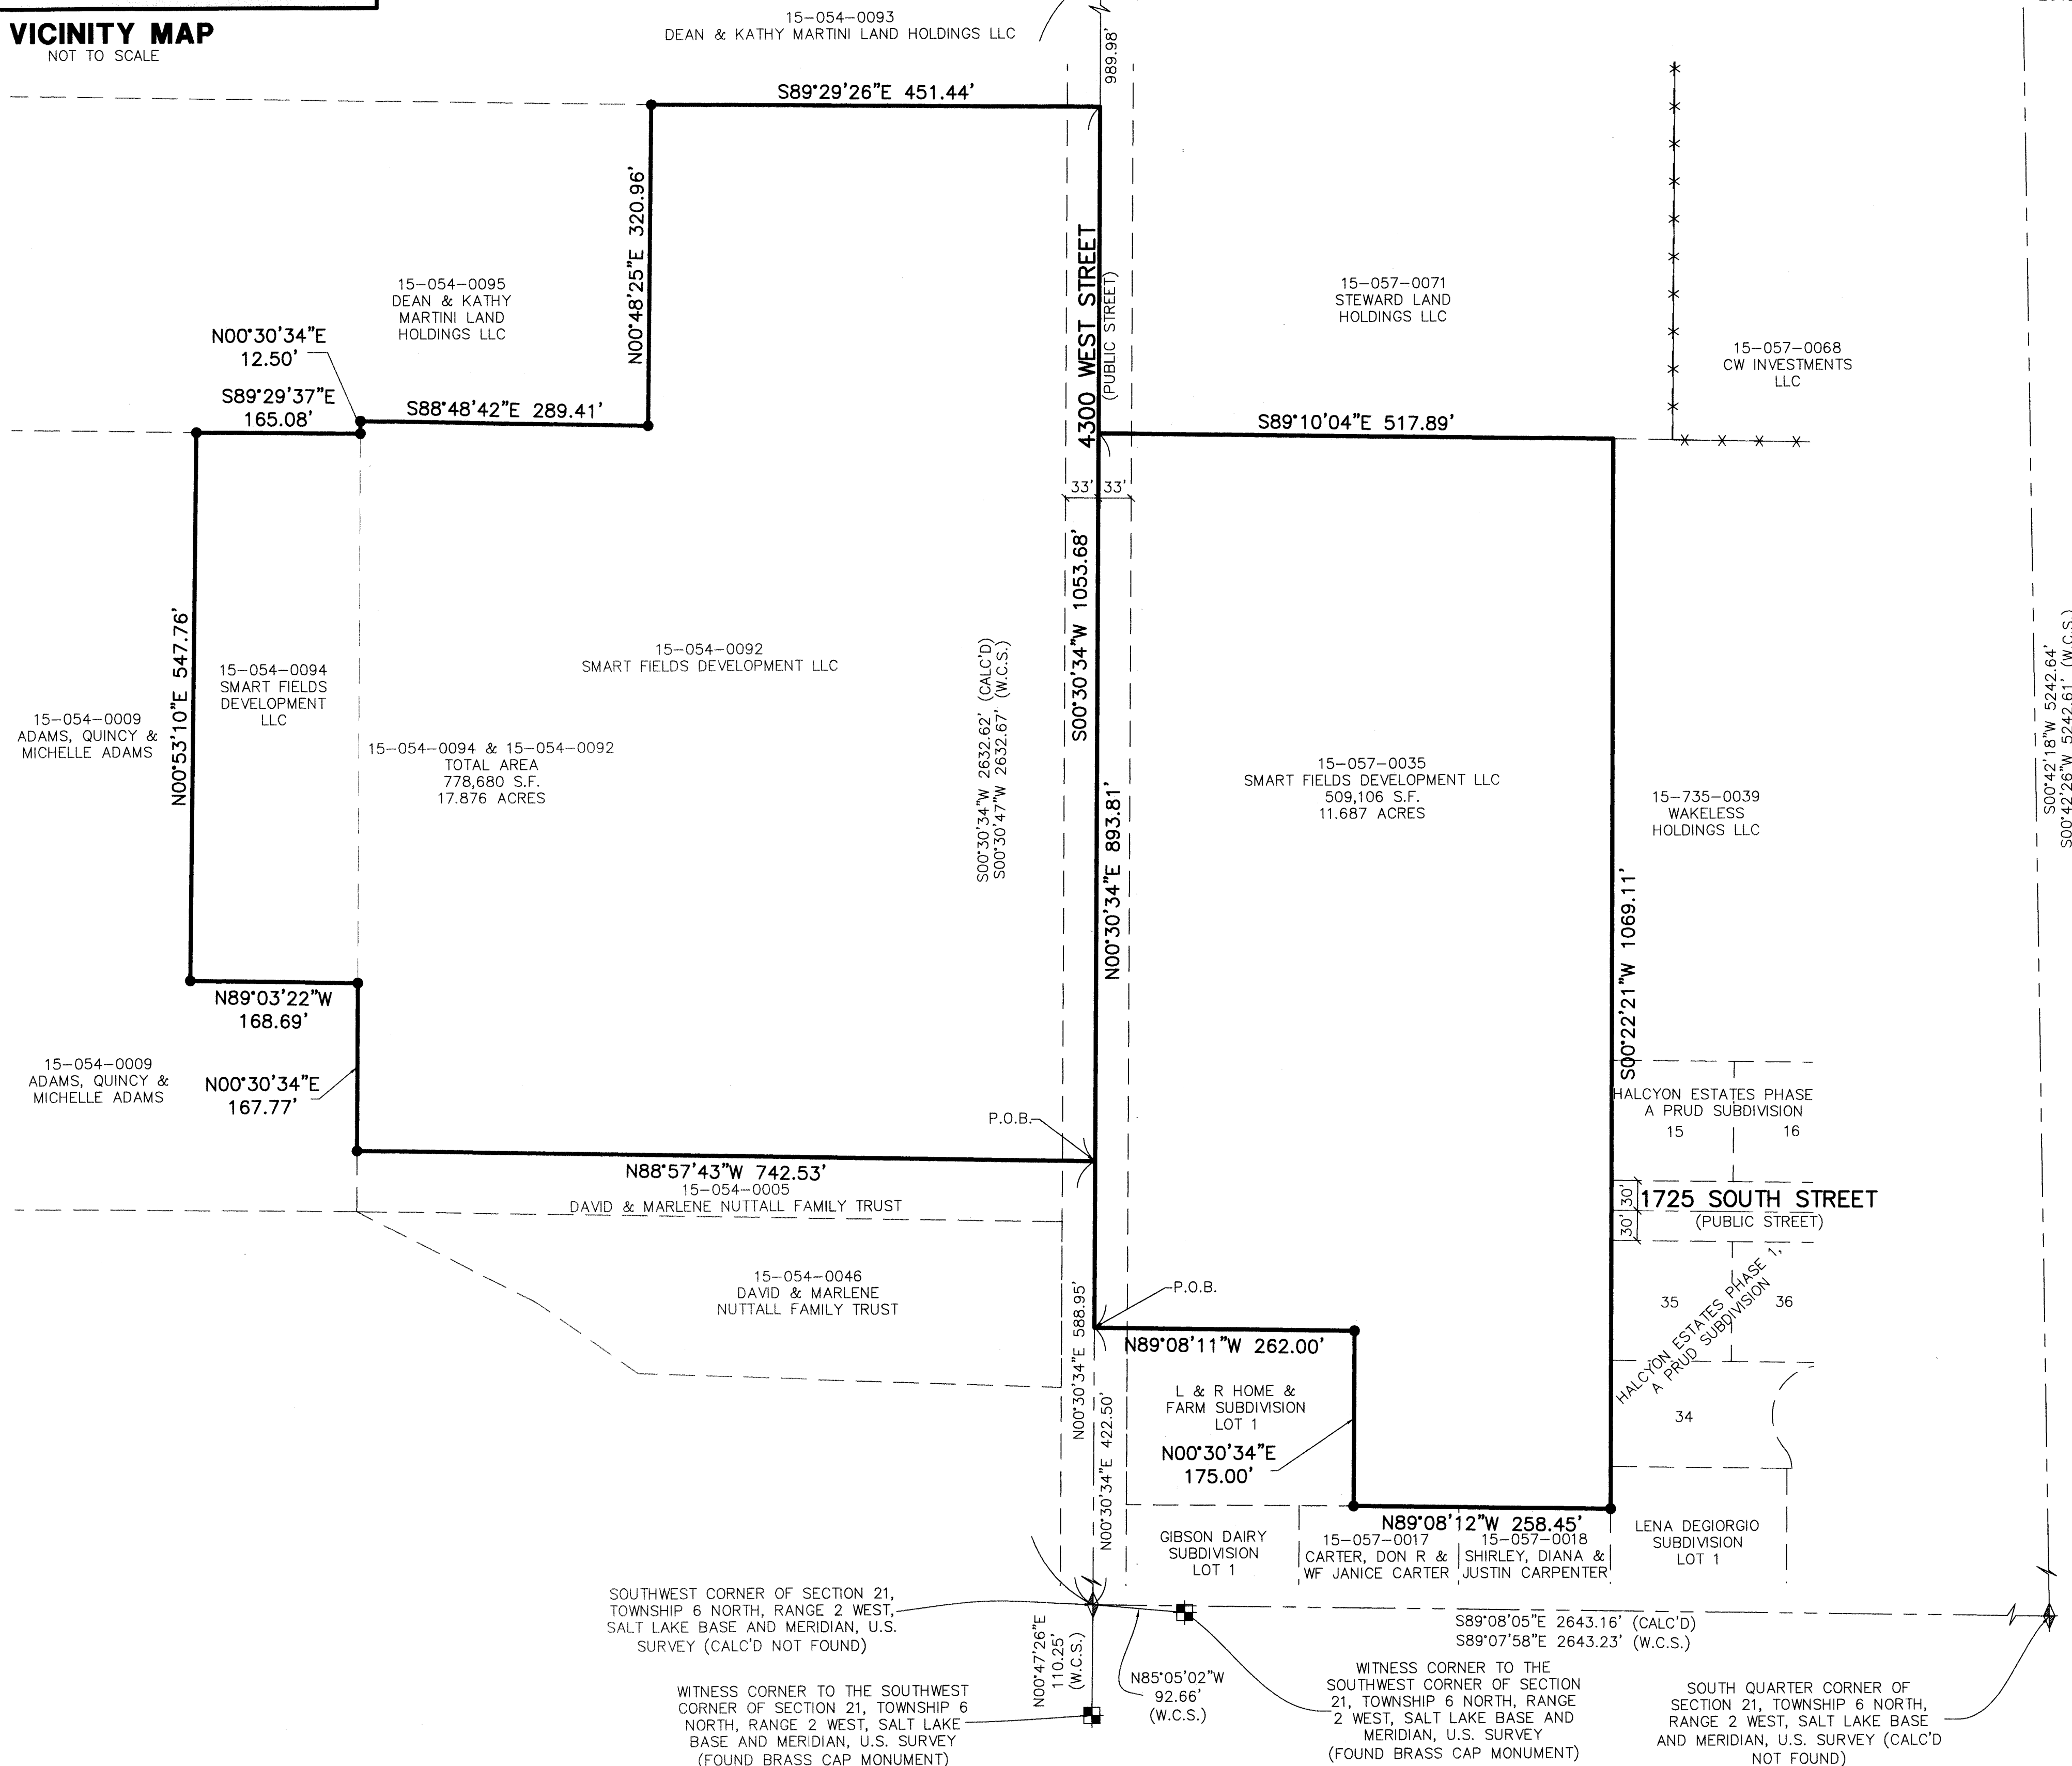 VICINITY MAP
NOT TO SCALE
15-054-0093
DEAN & KATHY MARTINI LAND HOLDINGS LLC
989.98'
S89°29'26"E 451.44'
N00°48'25"E 320.96'
4300 WEST STREET
(PUBLIC STREET)
15-054-0095
DEAN & KATHY
MARTINI LAND
HOLDINGS LLC
15-057-0071
STEWARD LAND
HOLDINGS LLC
15-057-0068
CW INVESTMENTS
LLC
N00°30'34"E
12.50'
S89°29'37"E
165.08'
S88°48'42"E 289.41'
S89°10'04"E 517.89'
33' 33'
S00°30'34"W 1053.68'
N00°53'10"E 547.76'
15-054-0094
SMART FIELDS
DEVELOPMENT
LLC
15-054-0092
SMART FIELDS DEVELOPMENT LLC
S00°30'34"W 2632.62' (CALC'D)
S00°30'47"W 2632.67' (W.C.S.)
15-054-0009
ADAMS, QUINCY &
MICHELLE ADAMS
15-054-0094 & 15-054-0092
TOTAL AREA
778,680 S.F.
17.876 ACRES
N00°30'34"E 893.81'
15-057-0035
SMART FIELDS DEVELOPMENT LLC
509,106 S.F.
11.687 ACRES
15-735-0039
WAKELESS
HOLDINGS LLC
S00°42'18"W 5242.64'
S00°42'26"W 5242.61' (W.C.S.)
S00°22'21"W 1069.11'
N89°03'22"W
168.69'
15-054-0009
ADAMS, QUINCY &
MICHELLE ADAMS
N00°30'34"E
167.77'
P.O.B.
HALCYON ESTATES PHASE
A PRUD SUBDIVISION
15
16
N88°57'43"W 742.53'
15-054-0005
DAVID & MARLENE NUTTALL FAMILY TRUST
30'
30'
1725 SOUTH STREET
(PUBLIC STREET)
15-054-0046
DAVID & MARLENE
NUTTALL FAMILY TRUST
P.O.B.
N00°30'34"E 588.95'
N89°08'11"W 262.00'
35
36
HALCYON ESTATES PHASE 1,
A PRUD SUBDIVISION
34
L & R HOME &
FARM SUBDIVISION
LOT 1
N00°30'34"E
175.00'
N00°30'34"E 422.50'
N89°08'12"W 258.45'
GIBSON DAIRY
SUBDIVISION
LOT 1
15-057-0017
CARTER, DON R &
WF JANICE CARTER
15-057-0018
SHIRLEY, DIANA &
JUSTIN CARPENTER
LENA DEGIORGIO
SUBDIVISION
LOT 1
SOUTHWEST CORNER OF SECTION 21,
TOWNSHIP 6 NORTH, RANGE 2 WEST,
SALT LAKE BASE AND MERIDIAN, U.S.
SURVEY (CALC'D NOT FOUND)
S89°08'05"E 2643.16' (CALC'D)
S89°07'58"E 2643.23' (W.C.S.)
N00°47'26"E
110.25'
(W.C.S.)
N85°05'02"W
92.66'
(W.C.S.)
WITNESS CORNER TO THE SOUTHWEST
CORNER OF SECTION 21, TOWNSHIP 6
NORTH, RANGE 2 WEST, SALT LAKE
BASE AND MERIDIAN, U.S. SURVEY
(FOUND BRASS CAP MONUMENT)
WITNESS CORNER TO THE
SOUTHWEST CORNER OF SECTION
21, TOWNSHIP 6 NORTH, RANGE
2 WEST, SALT LAKE BASE AND
MERIDIAN, U.S. SURVEY
(FOUND BRASS CAP MONUMENT)
SOUTH QUARTER CORNER OF
SECTION 21, TOWNSHIP 6 NORTH,
RANGE 2 WEST, SALT LAKE BASE
AND MERIDIAN, U.S. SURVEY (CALC'D
NOT FOUND)